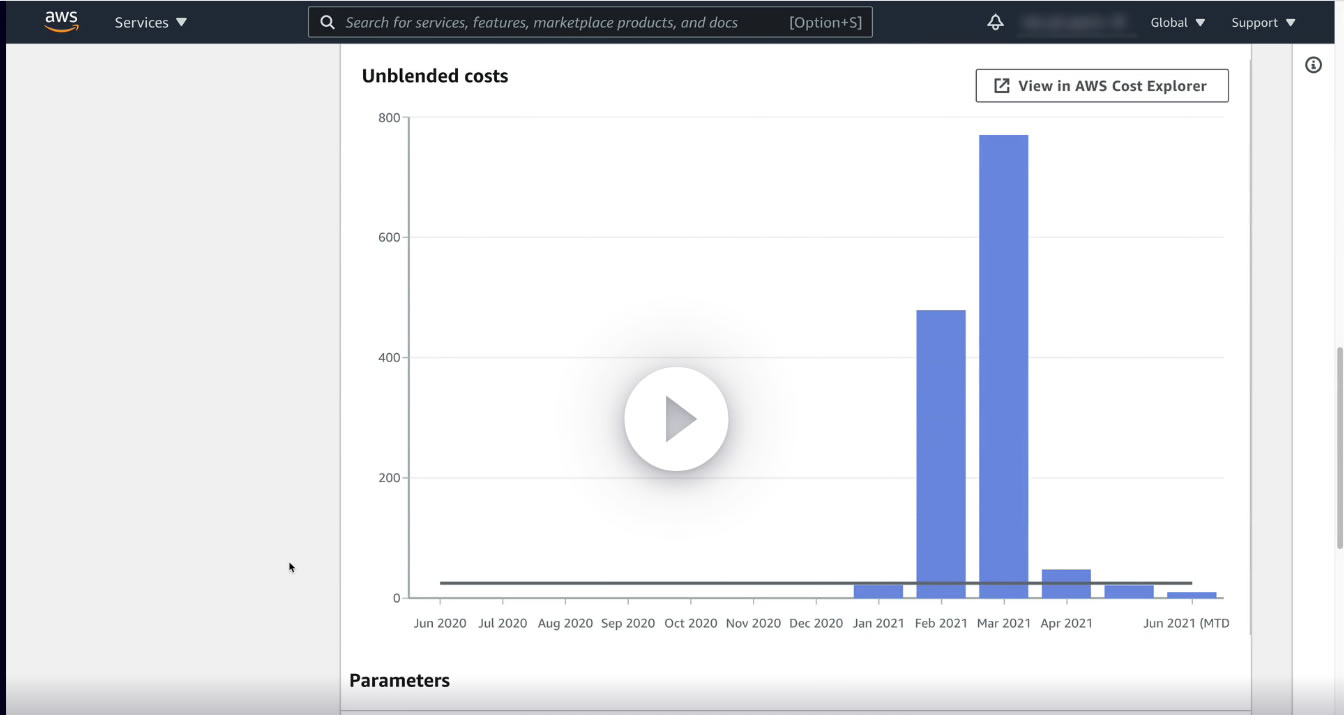 aws Services Search for services, features, marketplace products, and docs [Option+S] Global Support
Unblended costs
View in AWS Cost Explorer
800
600
400
200
0
Jun 2020 Jul 2020 Aug 2020 Sep 2020 Oct 2020 Nov 2020 Dec 2020 Jan 2021 Feb 2021 Mar 2021 Apr 2021 Jun 2021 (MTD
Parameters